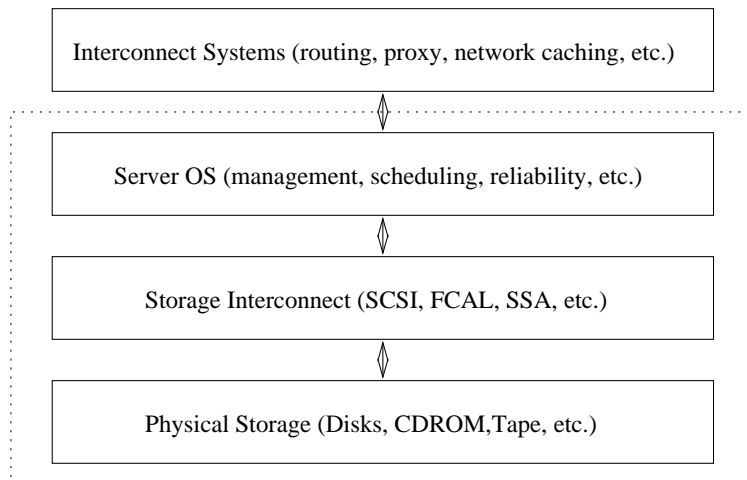 Interconnect Systems (routing, proxy, network caching, etc.)
Server OS (management, scheduling, reliability, etc.)
Storage Interconnect (SCSI, FCAL, SSA, etc.)
Physical Storage (Disks, CDROM,Tape, etc.)